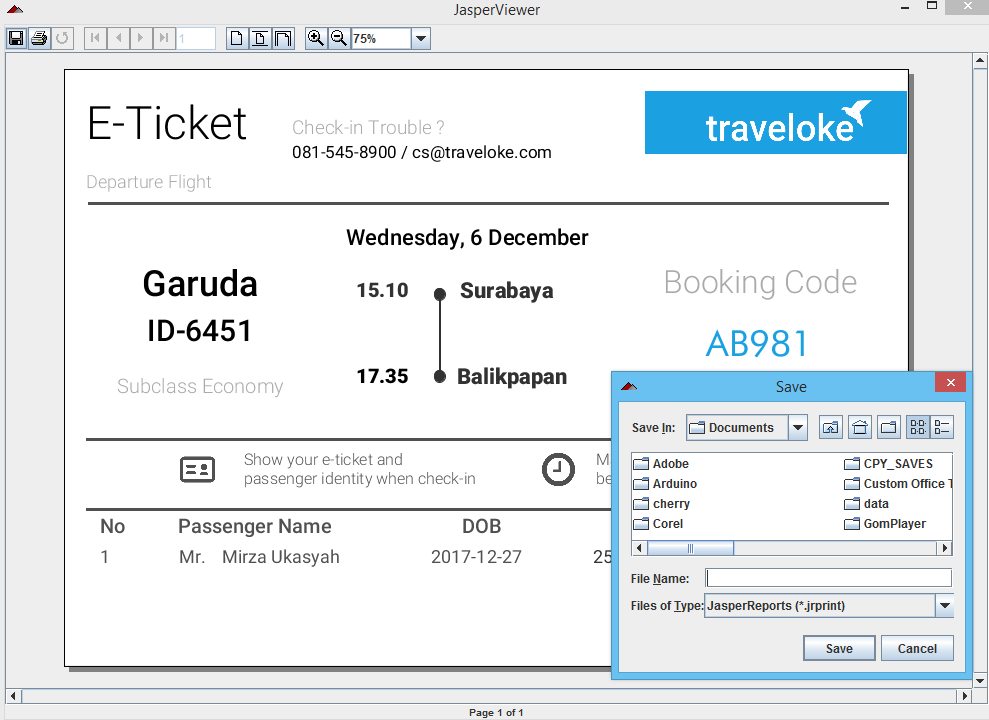 JasperViewer
1
75%
E-Ticket
Check-in Trouble ?
081-545-8900 / cs@traveloke.com
traveloke
Departure Flight
Wednesday, 6 December
Garuda
ID-6451
Subclass Economy
15.10 Surabaya
17.35 Balikpapan
Booking Code
AB981
Show your e-ticket and
passenger identity when check-in
No Passenger Name DOB
1 Mr. Mirza Ukasyah 2017-12-27 25
Save
Save In: Documents
Adobe CPY_SAVES
Arduino Custom Office
cherry data
Corel GomPlayer
File Name:
Files of Type: JasperReports (*.jrprint)
Save Cancel
Page 1 of 1